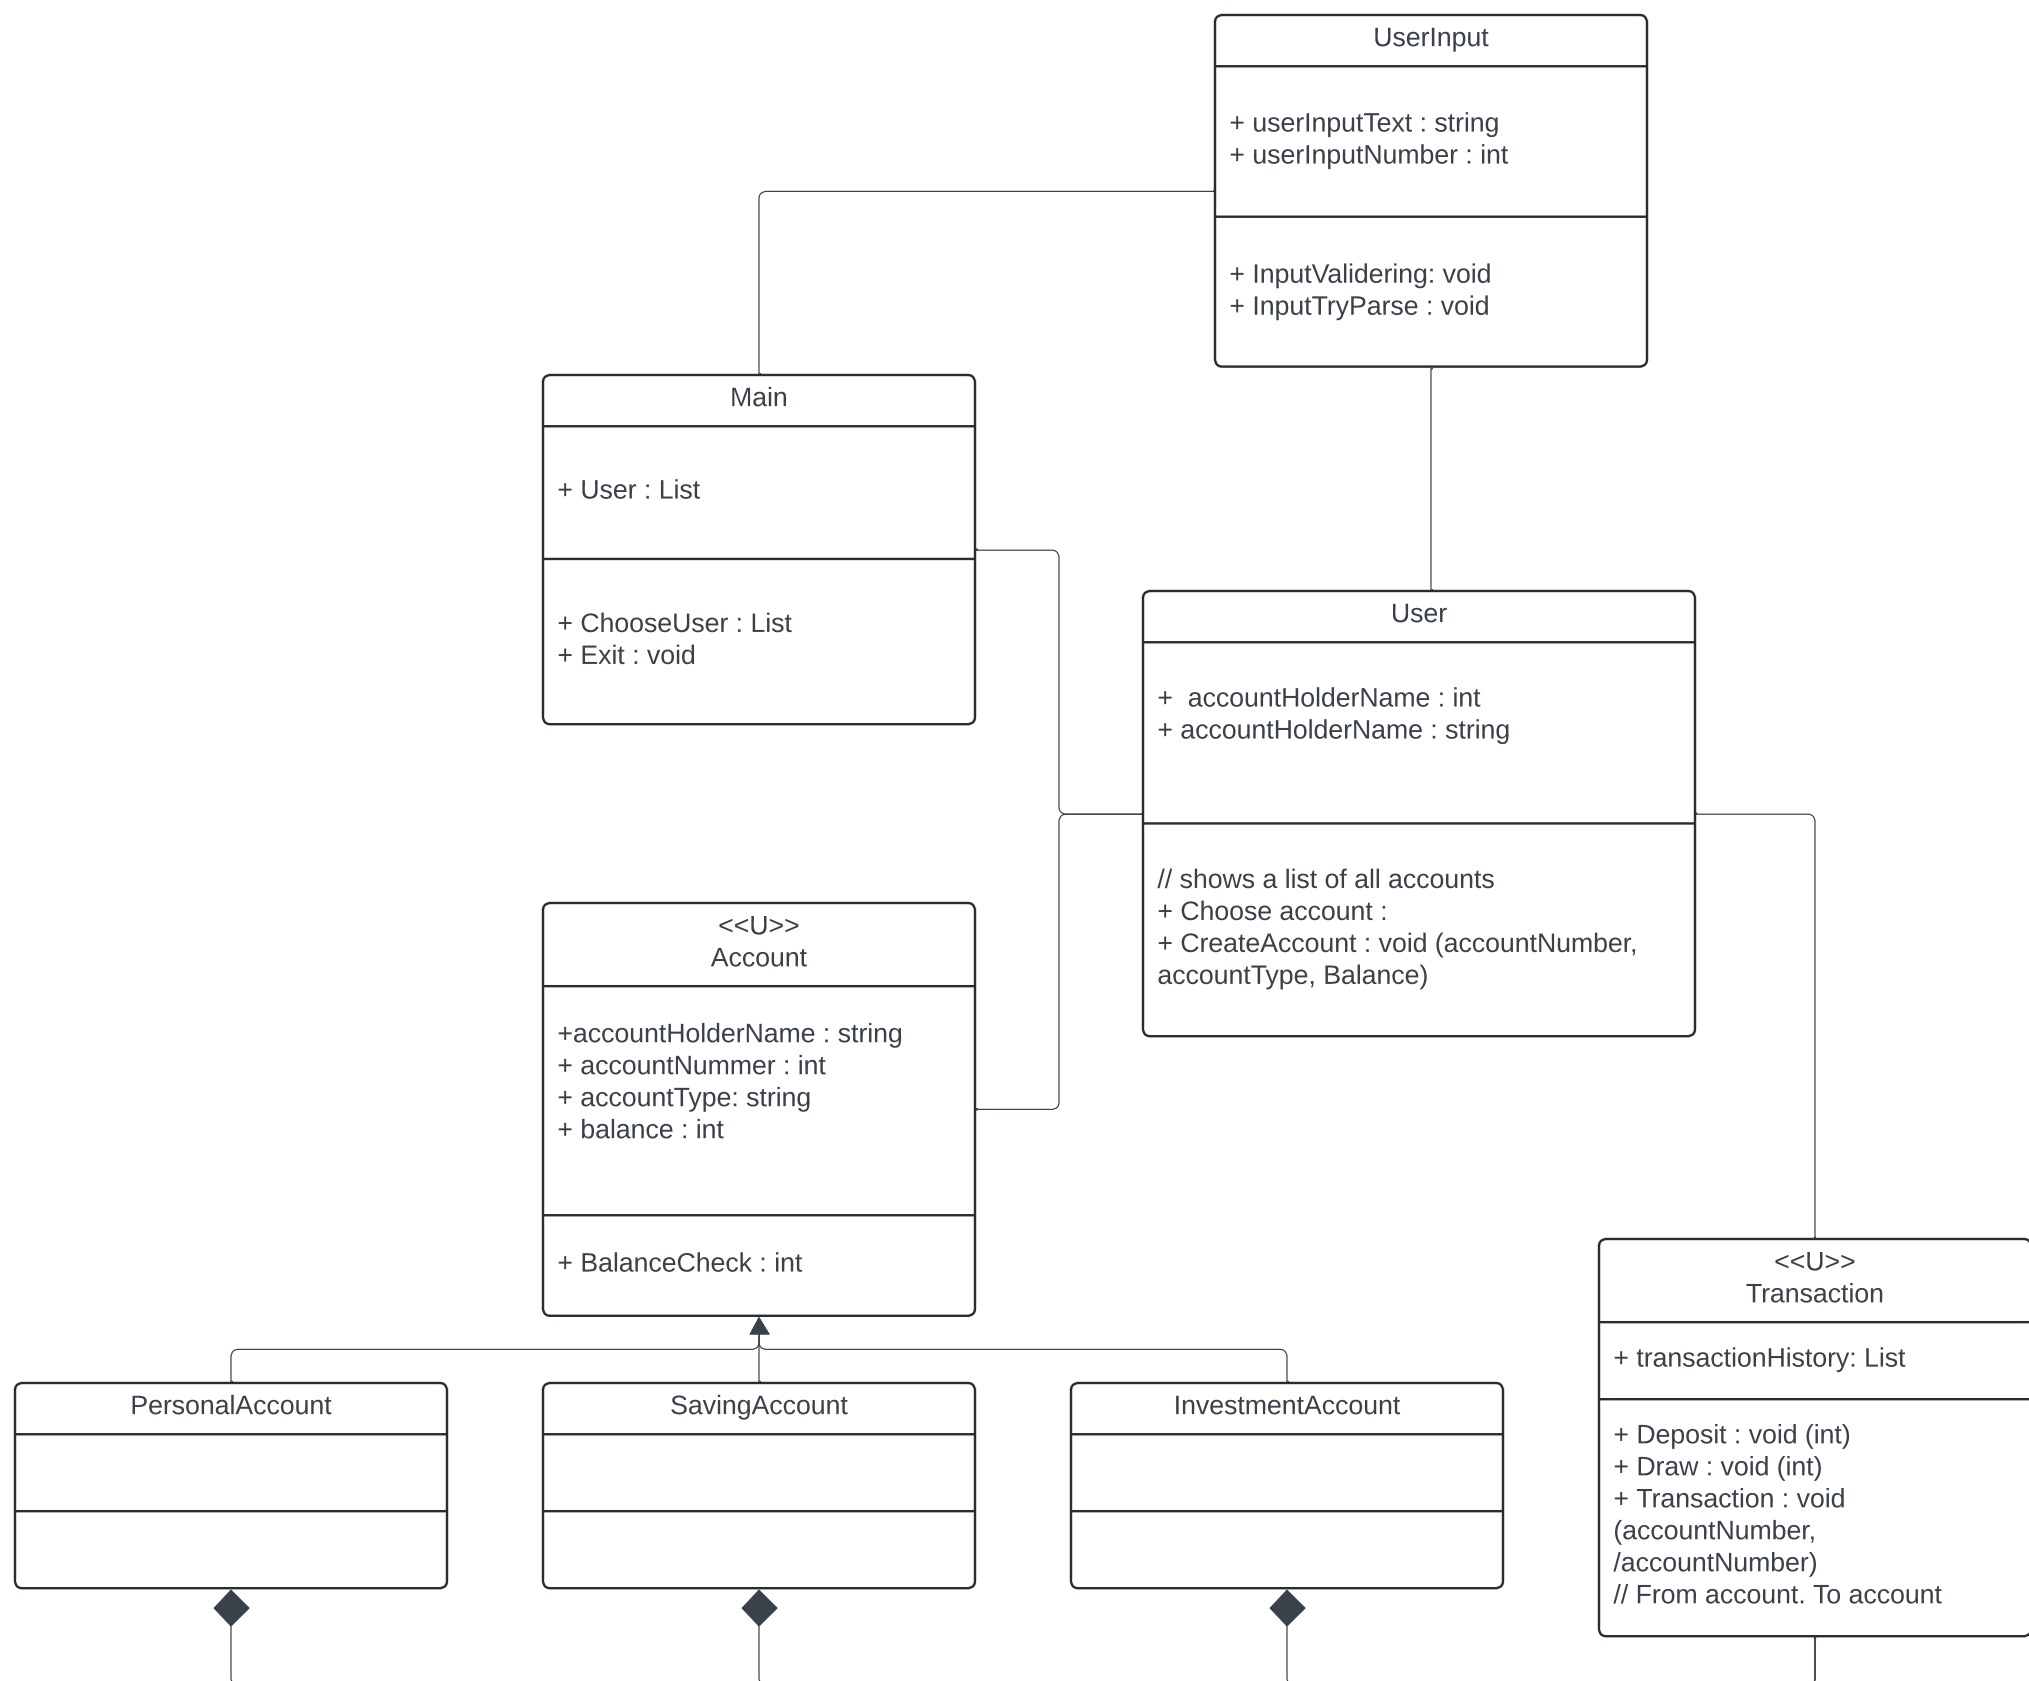 UserInput
+ userInputText : string
+ userInputNumber : int
+ InputValidering: void
+ InputTryParse : void
Main
+ User : List
+ ChooseUser : List
+ Exit : void
User
+  accountHolderName : int
+ accountHolderName : string
// shows a list of all accounts
+ Choose account :
+ CreateAccount : void (accountNumber,
accountType, Balance)
<<U>>
Account
+accountHolderName : string
+ accountNummer : int
+ accountType: string
+ balance : int
+ BalanceCheck : int
<<U>>
Transaction
+ transactionHistory: List
+ Deposit : void (int)
+ Draw : void (int)
+ Transaction : void
(accountNumber,
/accountNumber)
// From account. To account
PersonalAccount
SavingAccount
InvestmentAccount